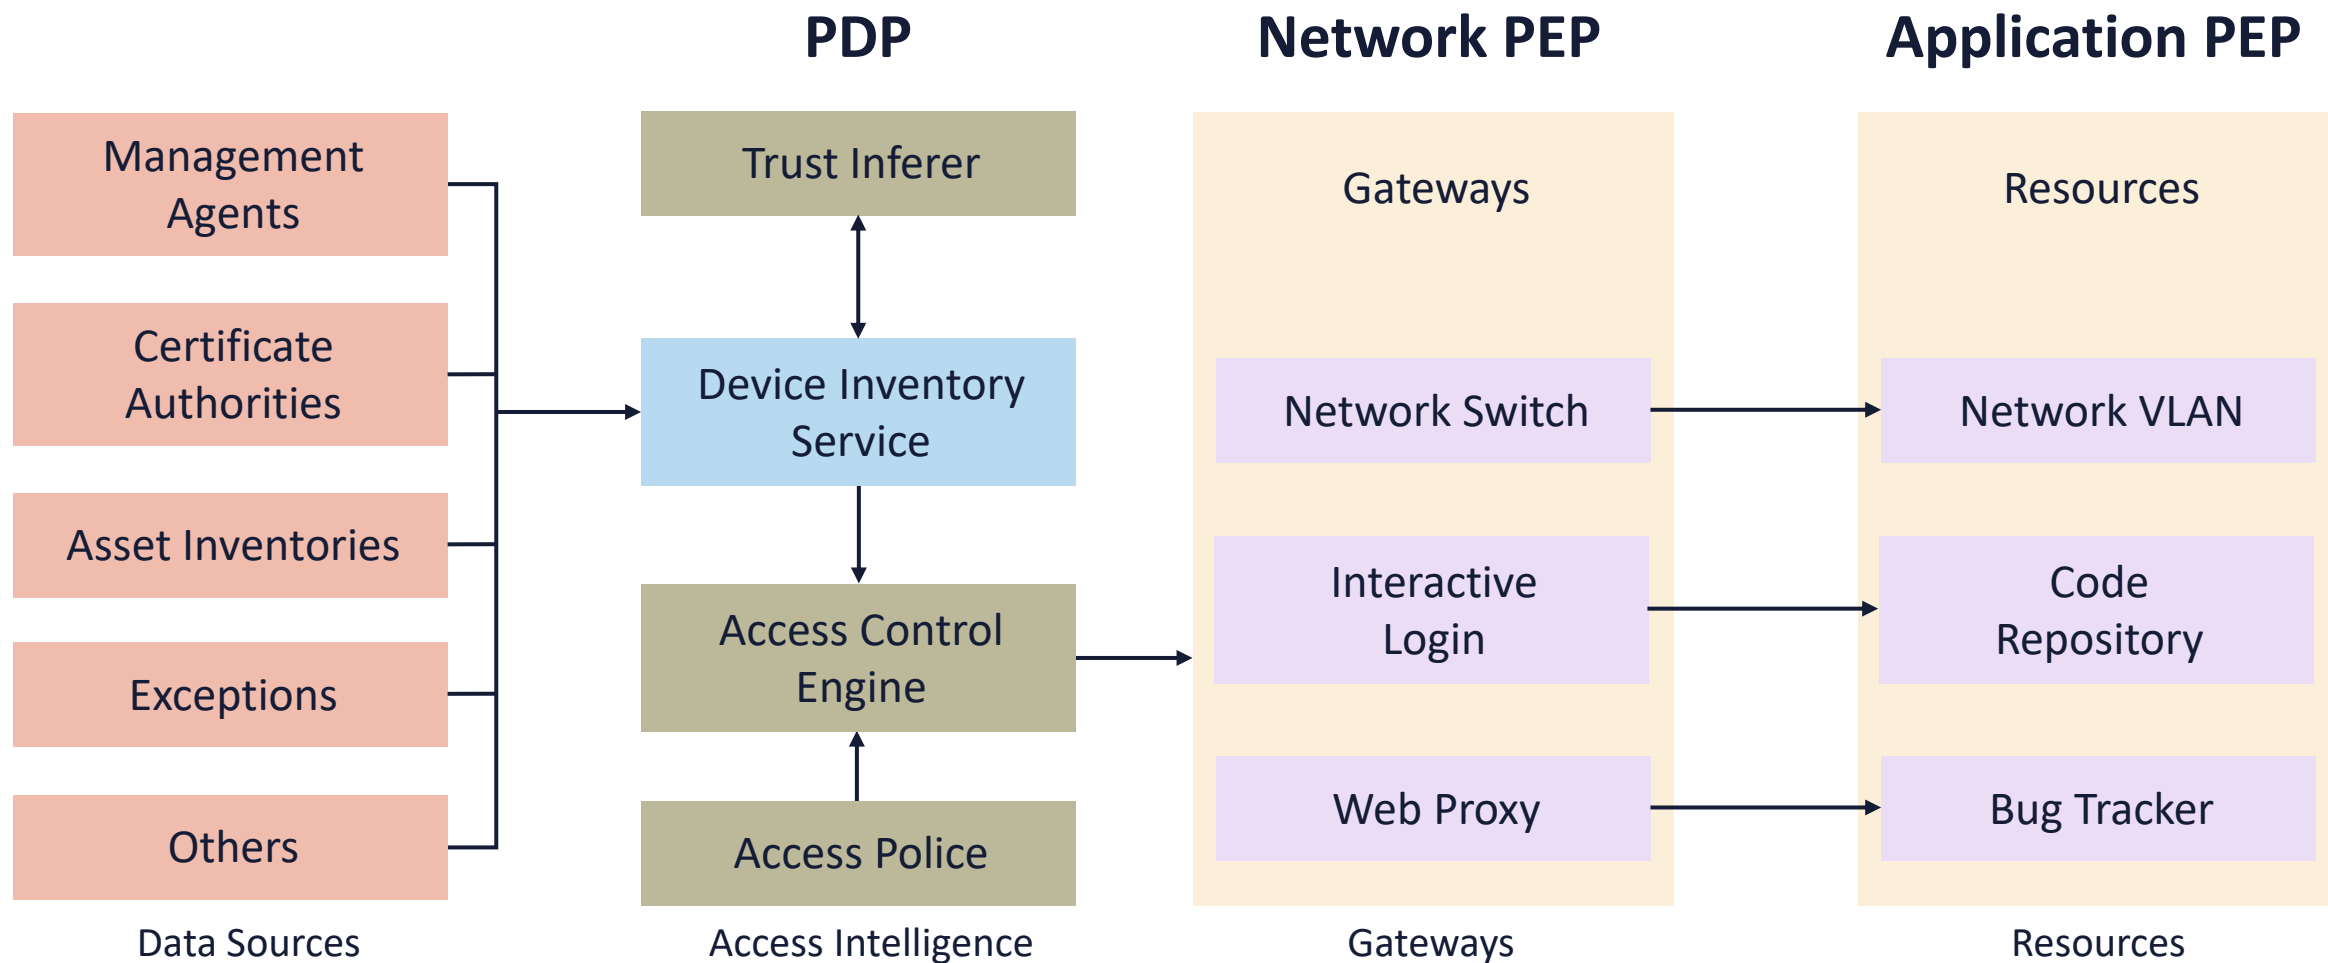 PDP
Network PEP
Application PEP
Management
Agents
Certificate
Authorities
Asset Inventories
Exceptions
Others
Data Sources
Trust Inferer
Device Inventory
Service
Access Control
Engine
Access Police
Access Intelligence
Gateways
Network Switch
Interactive
Login
Web Proxy
Gateways
Resources
Network VLAN
Code
Repository
Bug Tracker
Resources